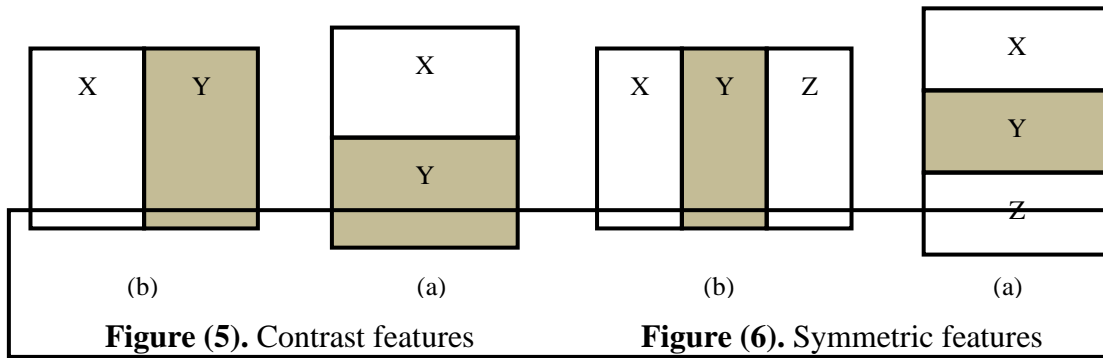 X
X Y X Y Z X
Y Y
Z
(b) (a) (b) (a)
Figure (5). Contrast features Figure (6). Symmetric features